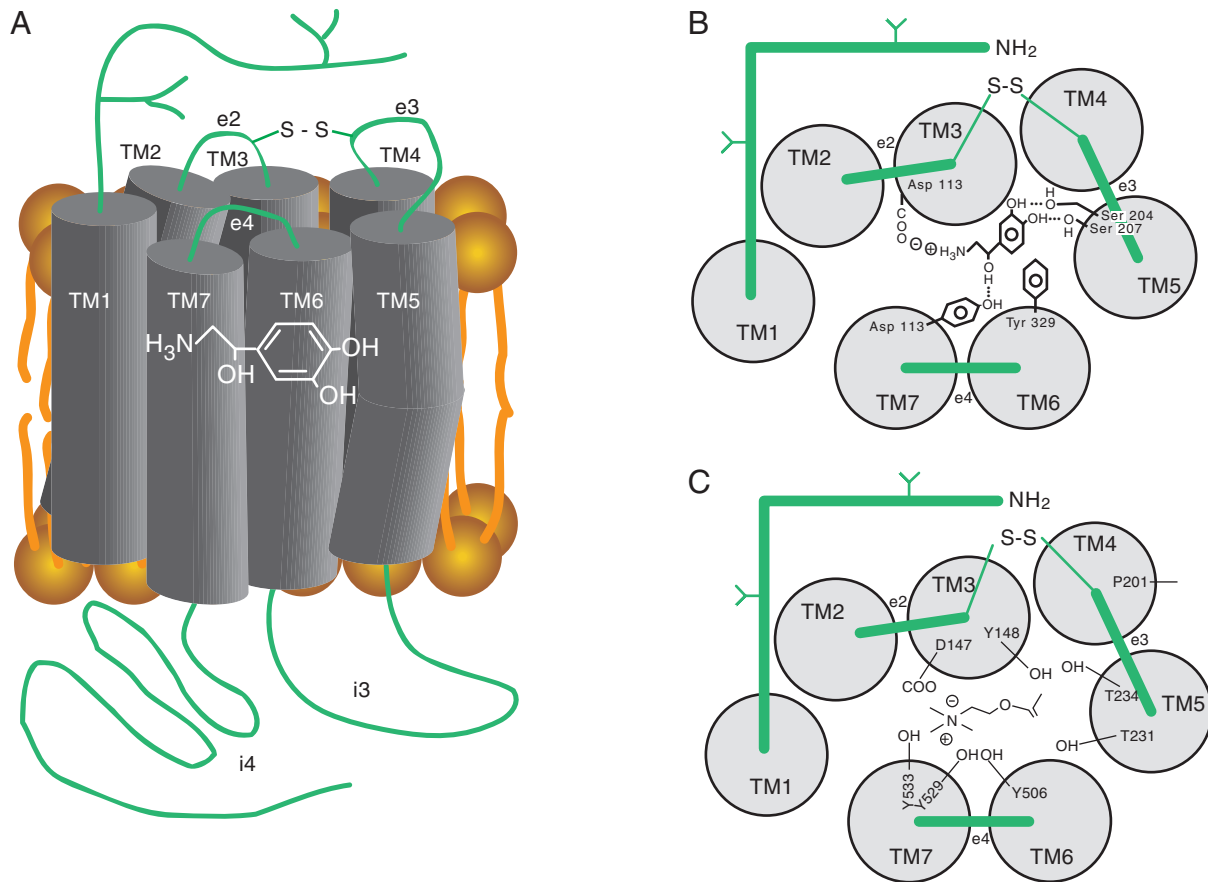 A
e2
S - S
e3
TM2
TM3
TM4
e4
TM1
TM7
TM6
TM5
H3N
OH
OH
OH
i3
i4
B
NH2
S-S
TM4
TM3
TM2
e2
Asp 113
e3
C
O
O
⊖
⊕
H3N
OH
OH
H
O
O
H
Ser 204
Ser 207
O
H
OH
TM5
TM1
Asp 113
Tyr 329
TM7
e4
TM6
C
NH2
S-S
TM4
P201
TM3
TM2
e2
D147
Y148
e3
COO
OH
OH
T234
TM5
⊖
N
⊕
O
OH
T231
OH
OHOH
TM1
Y533
Y529
Y506
TM7
e4
TM6